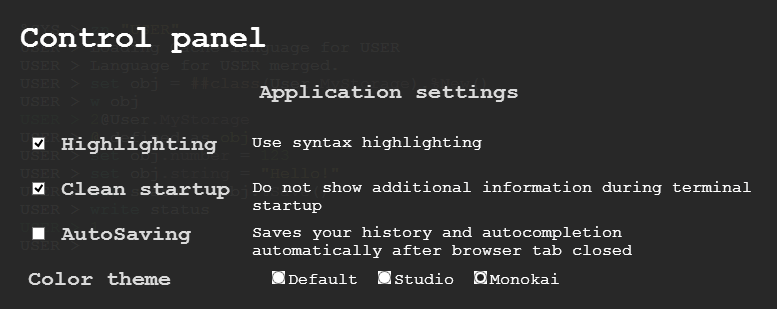 Control panel
Application settings
Highlighting Use syntax highlighting
Clean startup Do not show additional information during terminal
startup
AutoSaving Saves your history and autocompletion
automatically after browser tab closed
Color theme Default Studio Monokai